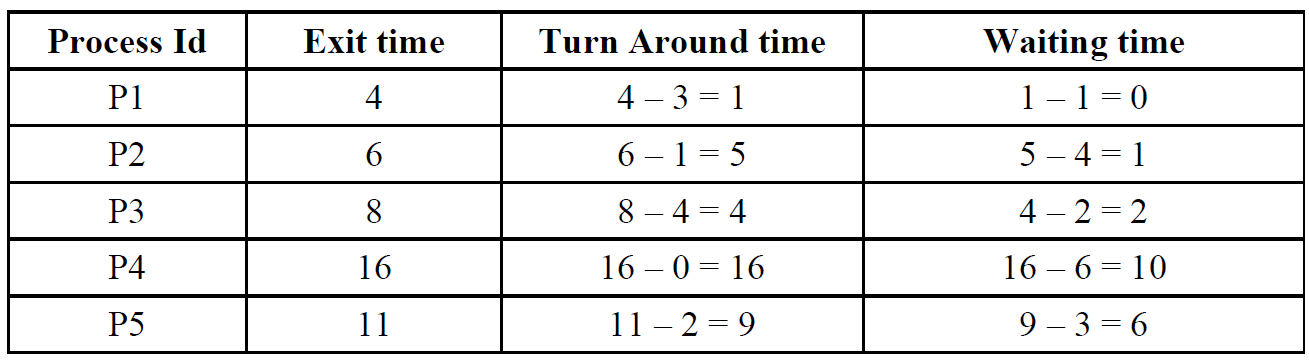 Process Id Exit time Turn Around time Waiting time
P1 4 4 – 3 = 1 1 – 1 = 0
P2 6 6 – 1 = 5 5 – 4 = 1
P3 8 8 – 4 = 4 4 – 2 = 2
P4 16 16 – 0 = 16 16 – 6 = 10
P5 11 11 – 2 = 9 9 – 3 = 6